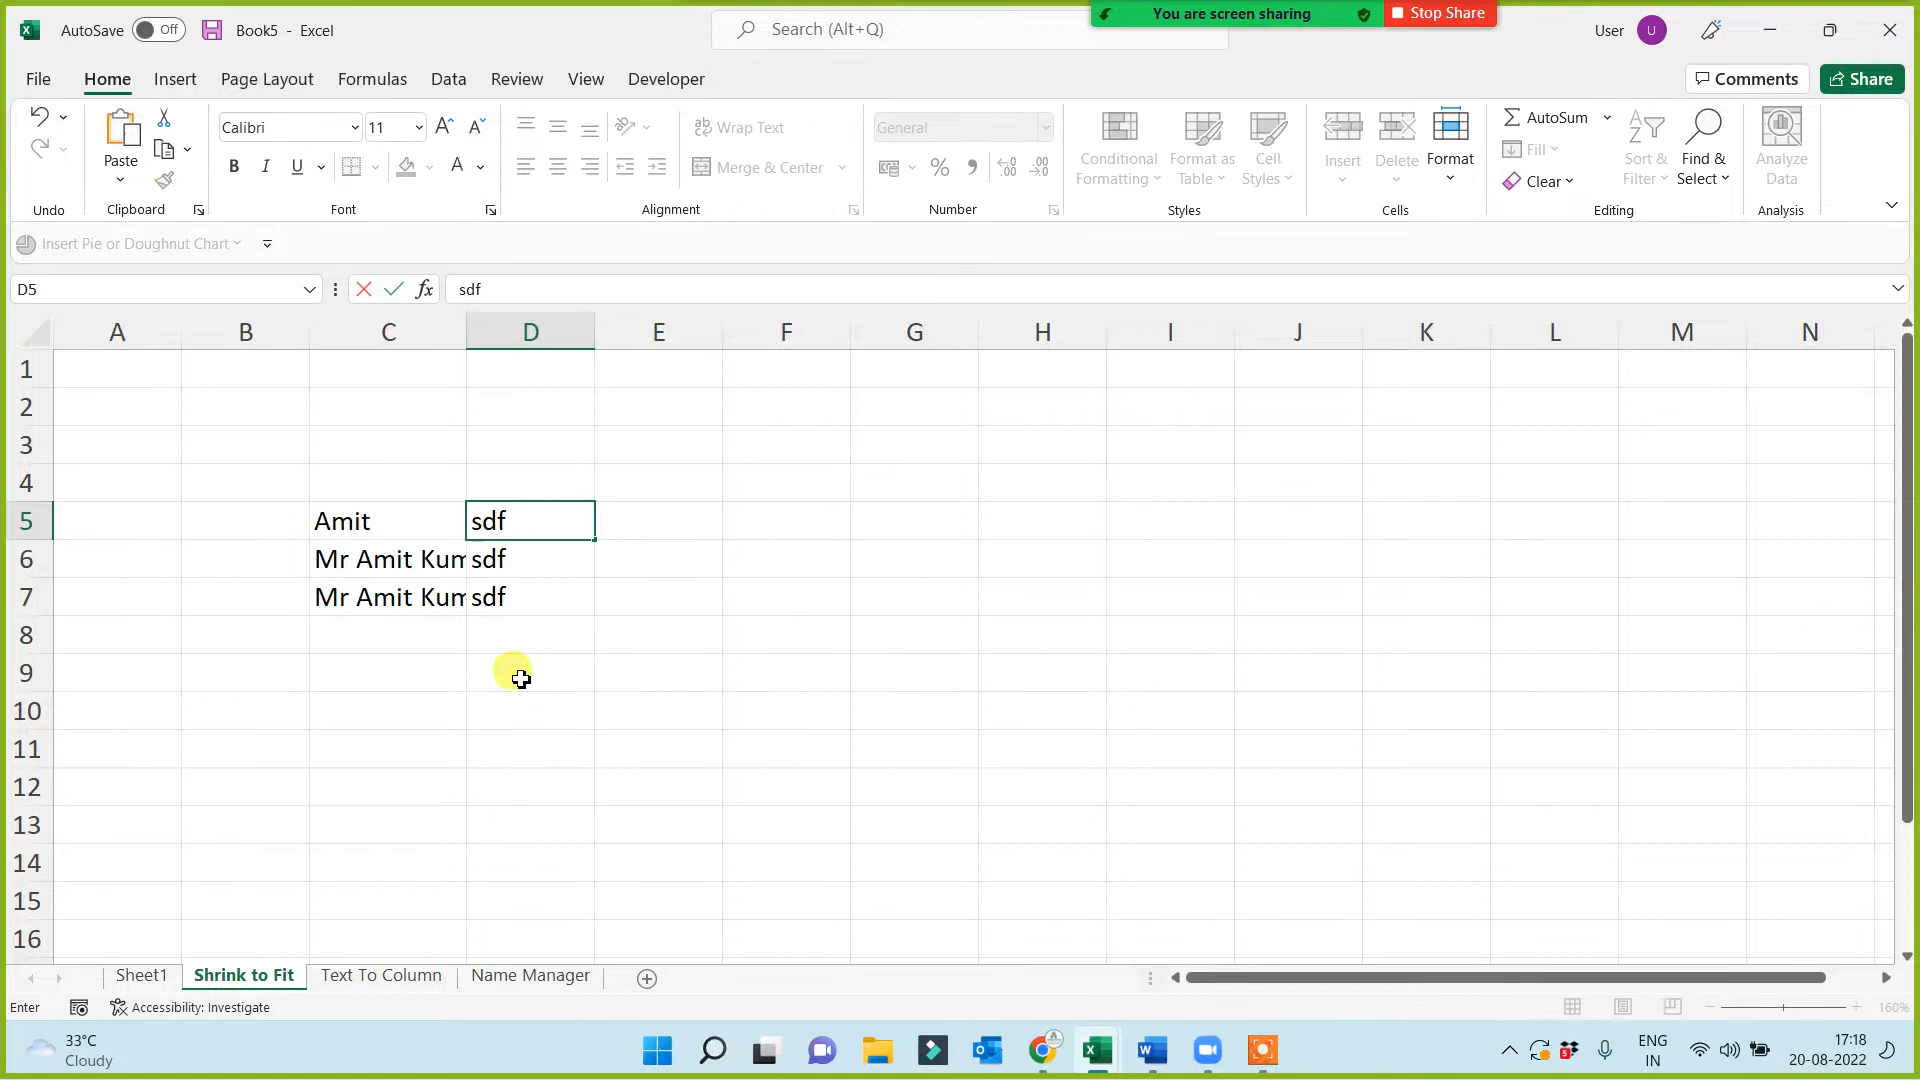 AutoSave Off Book5 - Excel Search (Alt+Q) You are screen sharing Stop Share User U
File Home Insert Page Layout Formulas Data Review View Developer Comments Share
Calibri 11 ab Wrap Text General AutoSum
Paste Conditional Format as Cell Insert Delete Format Fill Sort & Find & Analyze
B I U A Merge & Center % Formatting Table Styles Clear Filter Select Data
Undo Clipboard Font Alignment Number Styles Cells Editing Analysis
Insert Pie or Doughnut Chart
D5 fx sdf
A B C D E F G H I J K L M N
1
2
3
4
5 Amit sdf
6 Mr Amit Kum sdf
7 Mr Amit Kum sdf
8
9
10
11
12
13
14
15
16
Sheet1 Shrink to Fit Text To Column Name Manager
Enter Accessibility: Investigate 160%
33°C ENG 17:18
Cloudy IN 20-08-2022